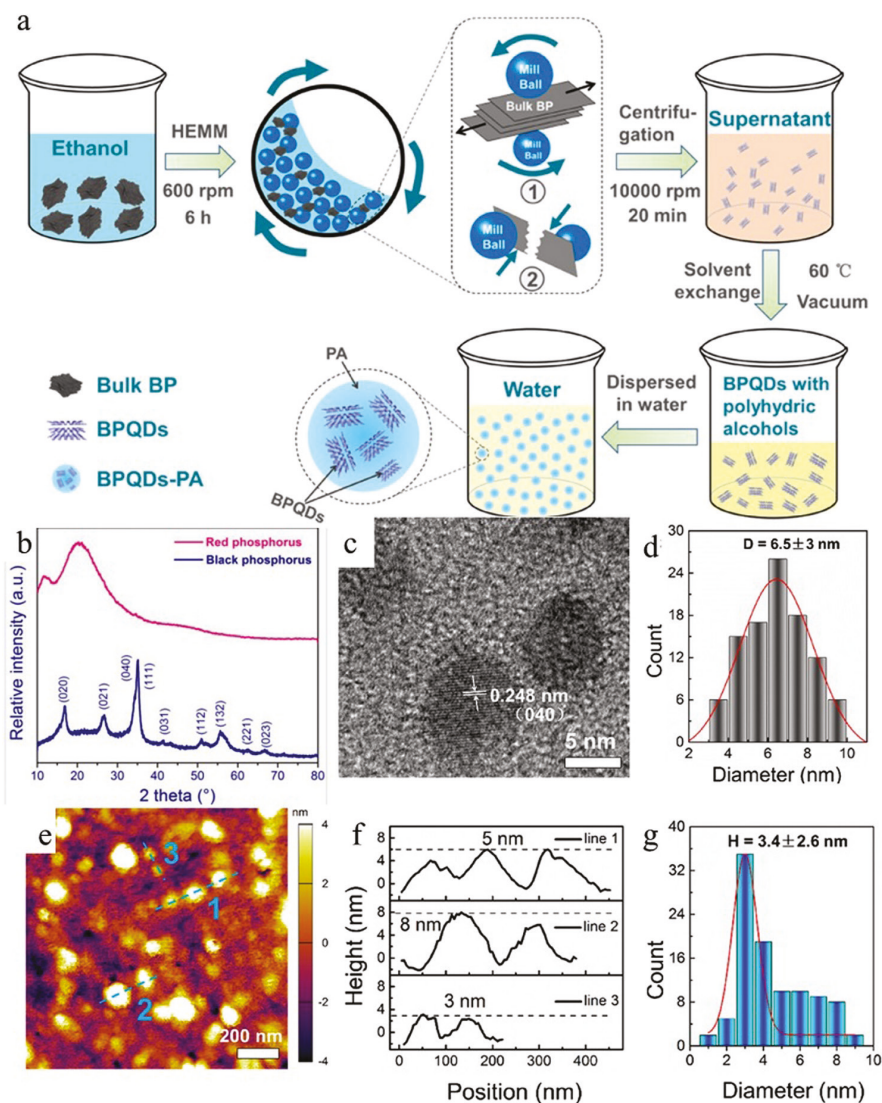 a
Ethanol
HEMM
600 rpm
6 h
Mill
Ball
Bulk BP
Mill
Ball
①
Mill
Ball
②
Centrifu-
gation
10000 rpm
20 min
Supernatant
Solvent
exchange
60 ℃
Vacuum
BPQDs with
polyhydric
alcohols
Dispersed
in water
Water
PA
BPQDs
Bulk BP
BPQDs
BPQDs-PA
b
Red phosphorus
Black phosphorus
Relative intensity (a.u.)
(020)
(021)
(040)
(111)
(031)
(112)
(132)
(221)
(023)
10 20 30 40 50 60 70 80
2 theta (°)
c
0.248 nm
(040)
5 nm
d
D = 6.5±3 nm
Count
30
24
18
12
6
0
2 4 6 8 10
Diameter (nm)
e
3
1
2
200 nm
nm
4
2
0
-2
-4
f
5 nm
line 1
8 nm
line 2
3 nm
line 3
Height (nm)
8
4
0
8
4
0
8
4
0
0 100 200 300 400
Position (nm)
g
H = 3.4±2.6 nm
Count
40
32
24
16
8
0
0 2 4 6 8 10
Diameter (nm)